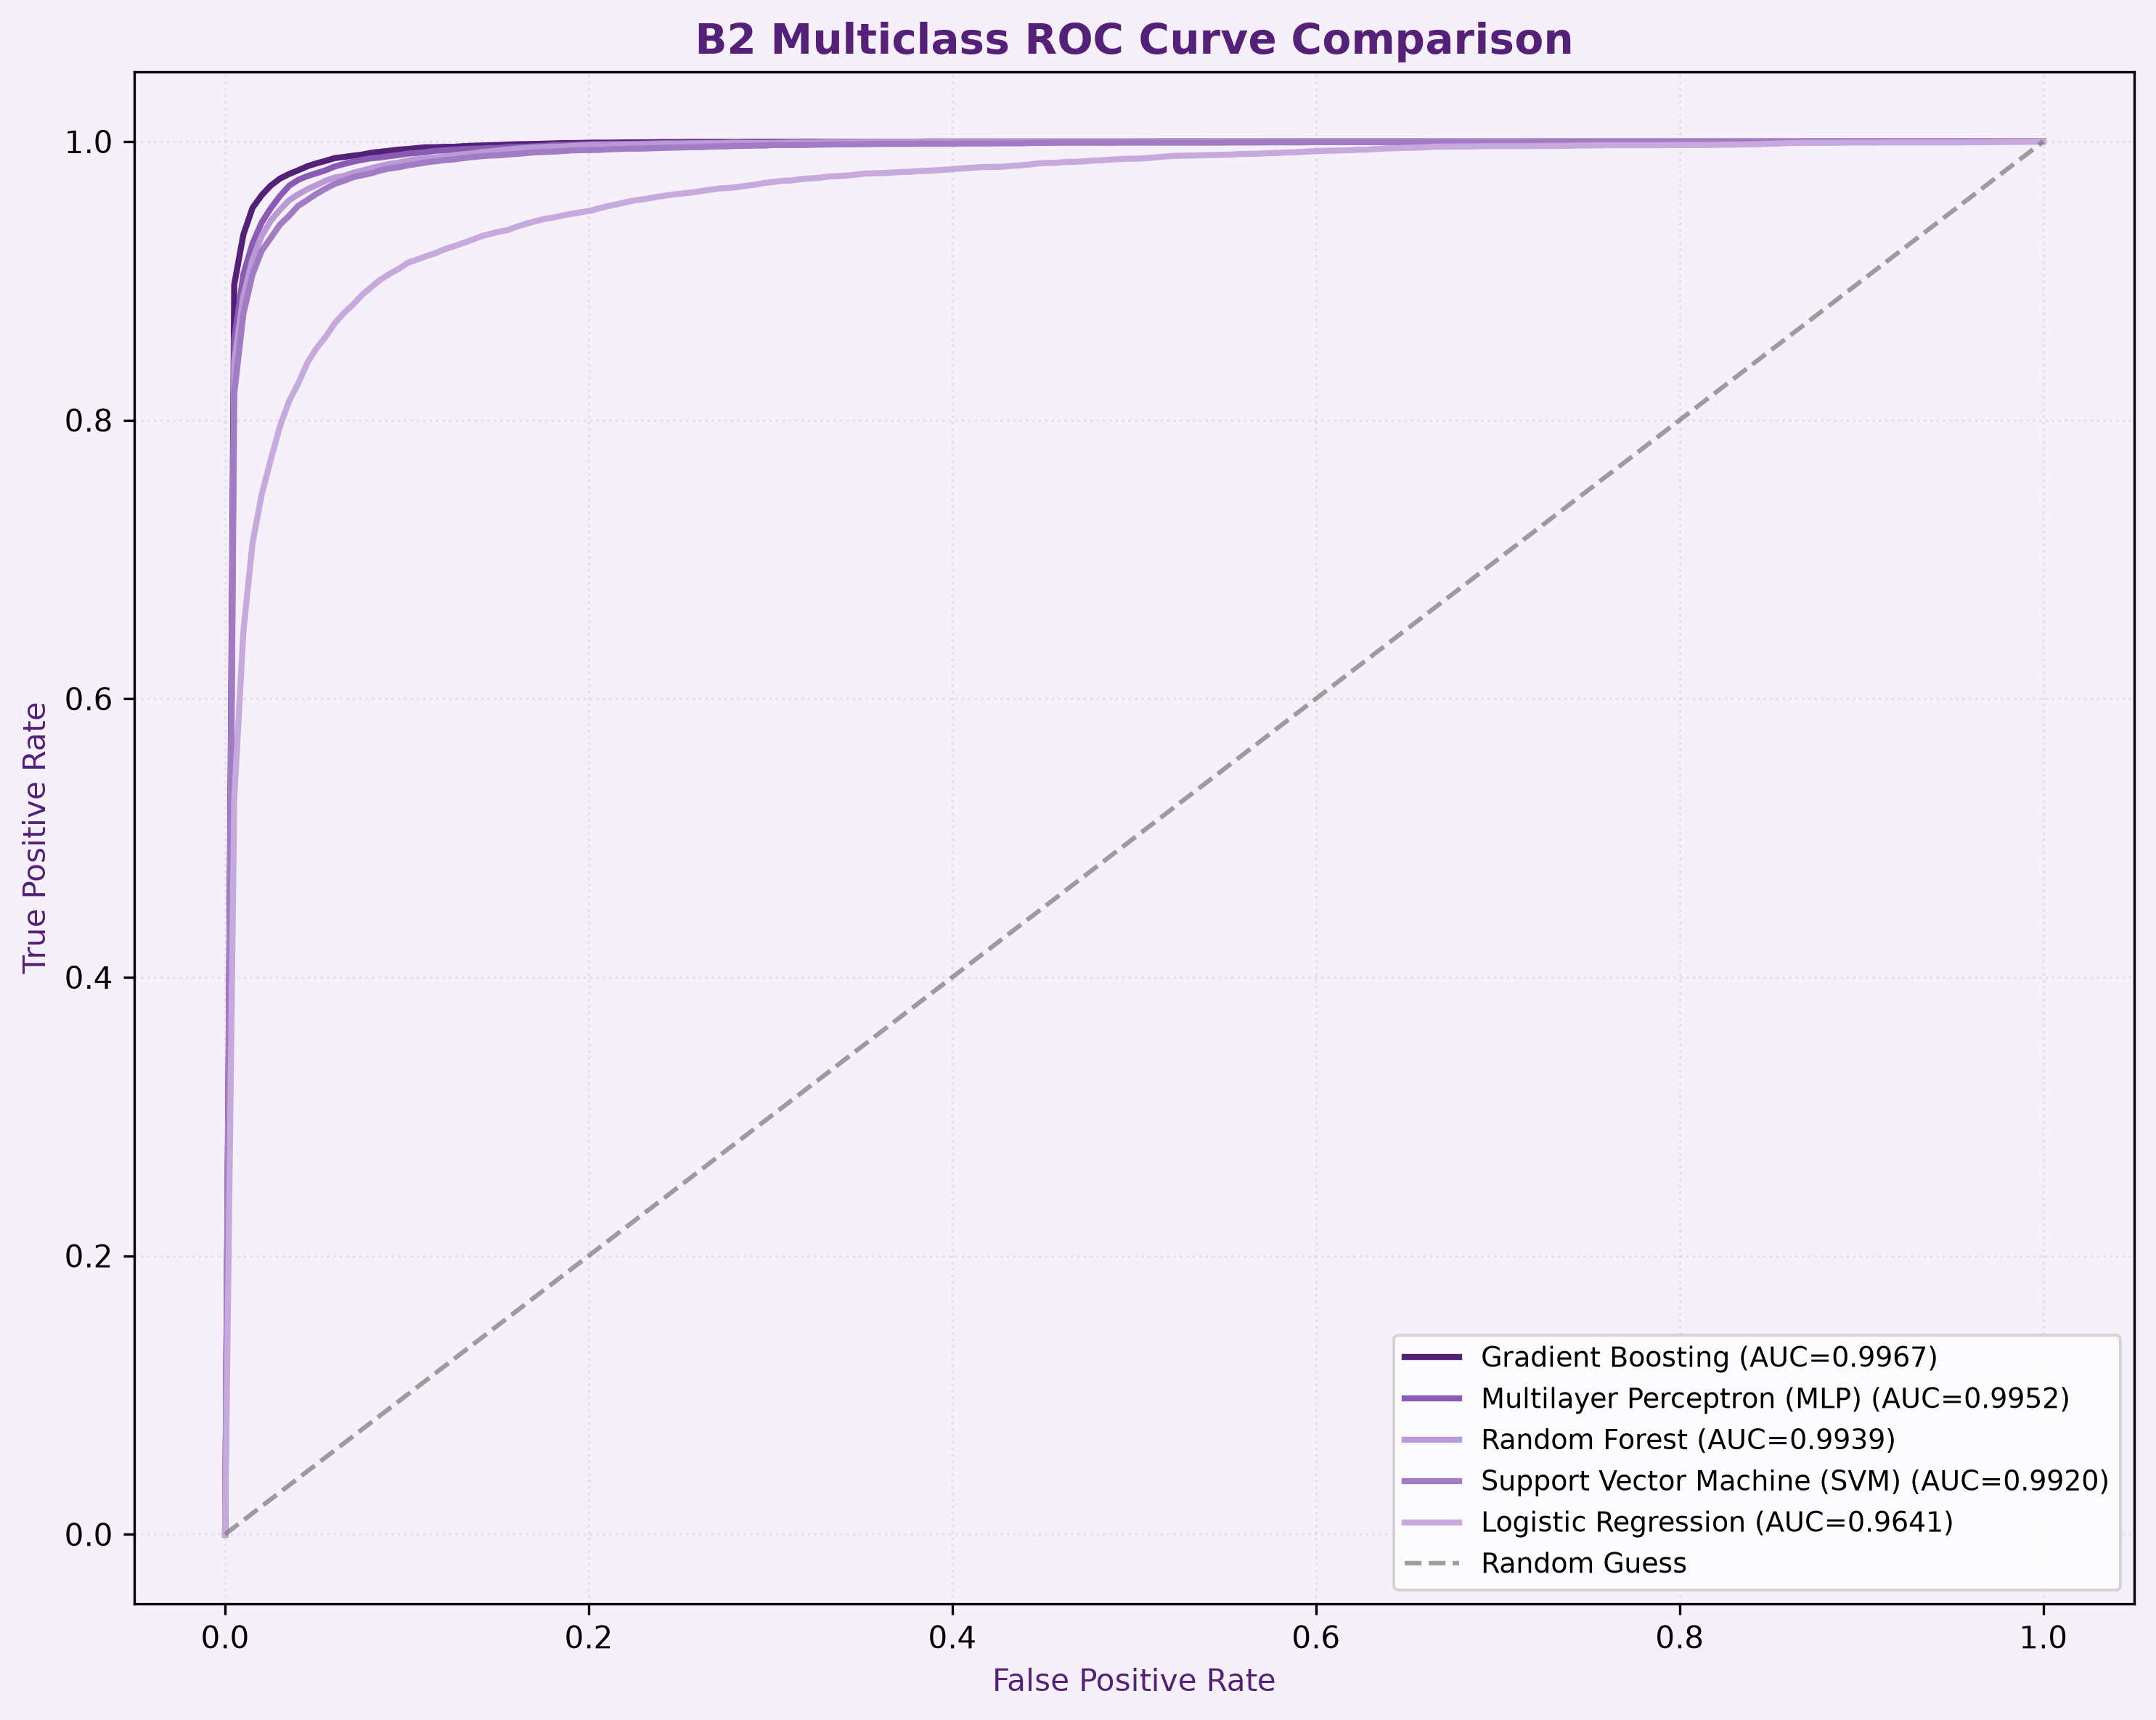 B2 Multiclass ROC Curve Comparison
True Positive Rate
1.0
0.8
0.6
0.4
0.2
0.0
0.0 0.2 0.4 0.6 0.8 1.0
False Positive Rate
Gradient Boosting (AUC=0.9967)
Multilayer Perceptron (MLP) (AUC=0.9952)
Random Forest (AUC=0.9939)
Support Vector Machine (SVM) (AUC=0.9920)
Logistic Regression (AUC=0.9641)
Random Guess